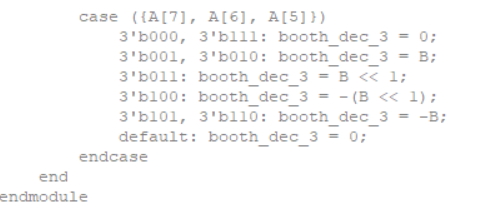 case ({A[7], A[6], A[5]})
3'b000, 3'b111: booth_dec_3 = 0;
3'b001, 3'b010: booth_dec_3 = B;
3'b011: booth_dec_3 = B << 1;
3'b100: booth_dec_3 = -(B << 1);
3'b101, 3'b110: booth_dec_3 = -B;
default: booth_dec_3 = 0;
endcase
end
endmodule